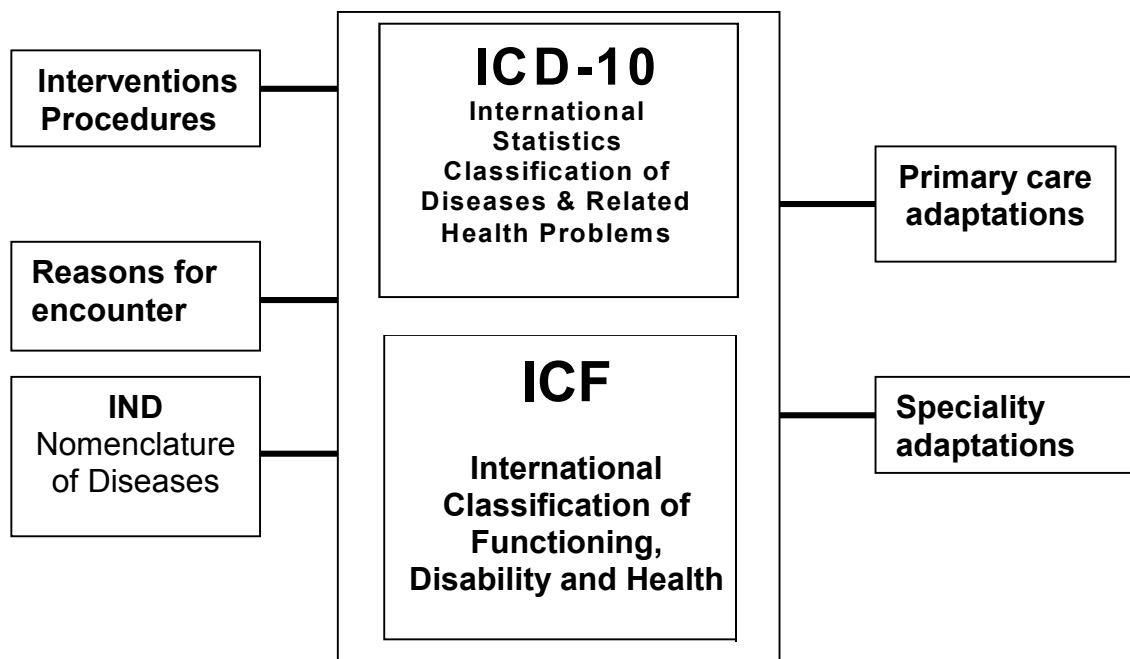 Interventions
Procedures
Reasons for
encounter
IND
Nomenclature
of Diseases
ICD-10
International
Statistics
Classification of
Diseases & Related
Health Problems
ICF
International
Classification of
Functioning,
Disability and Health
Primary care
adaptations
Speciality
adaptations